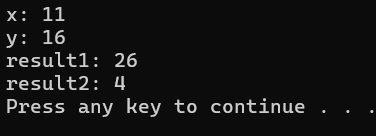 x: 11
y: 16
result1: 26
result2: 4
Press any key to continue . . .